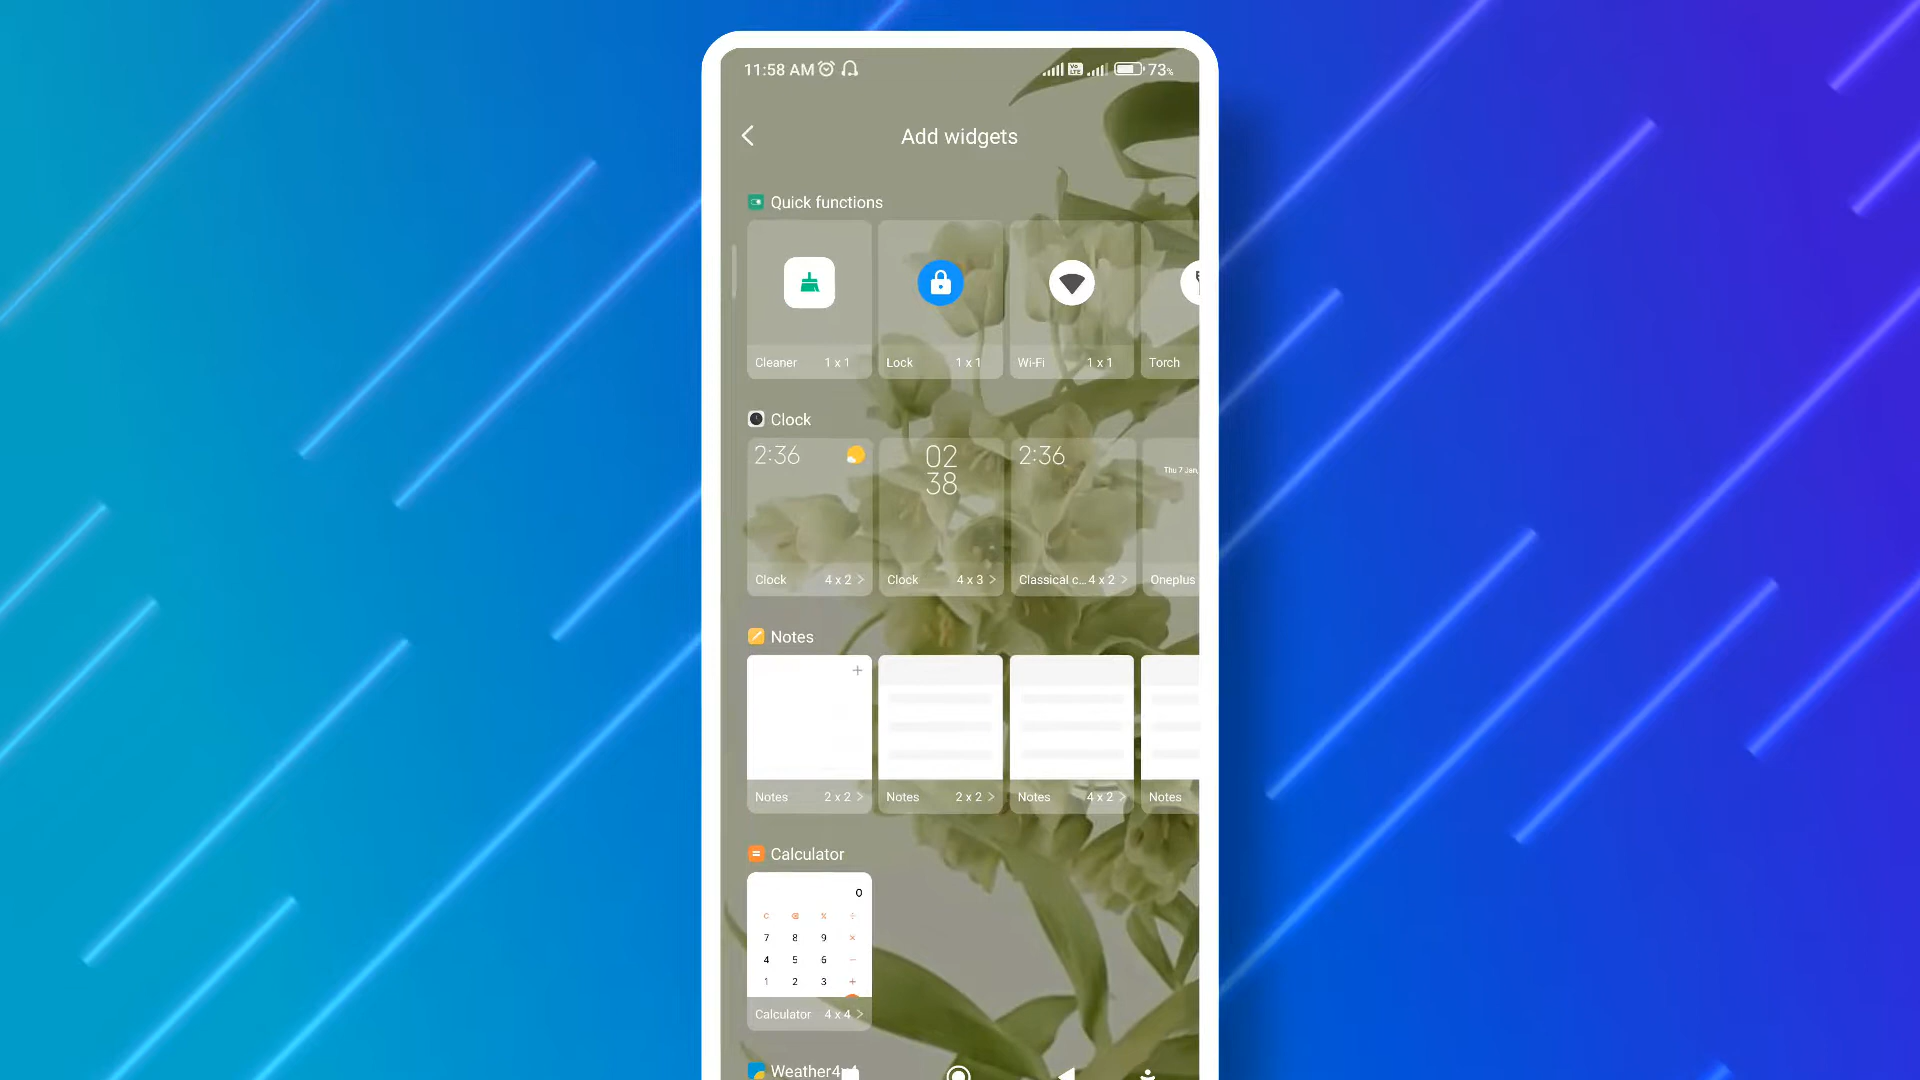 11:58 AM Vo LTE 73%
Add widgets
Quick functions
Cleaner 1 x 1 Lock 1 x 1 Wi-Fi 1 x 1 Torch
Clock
2:36 02 38 2:36 Thu 7 Jan,
Clock 4 x 2 Clock 4 x 3 Classical c... 4 x 2 Oneplus
Notes
+
Notes 2 x 2 Notes 2 x 2 Notes 4 x 2 Notes
Calculator
0
C ÷
7 8 9 ×
4 5 6 −
1 2 3 +
Calculator 4 x 4
Weather4x4